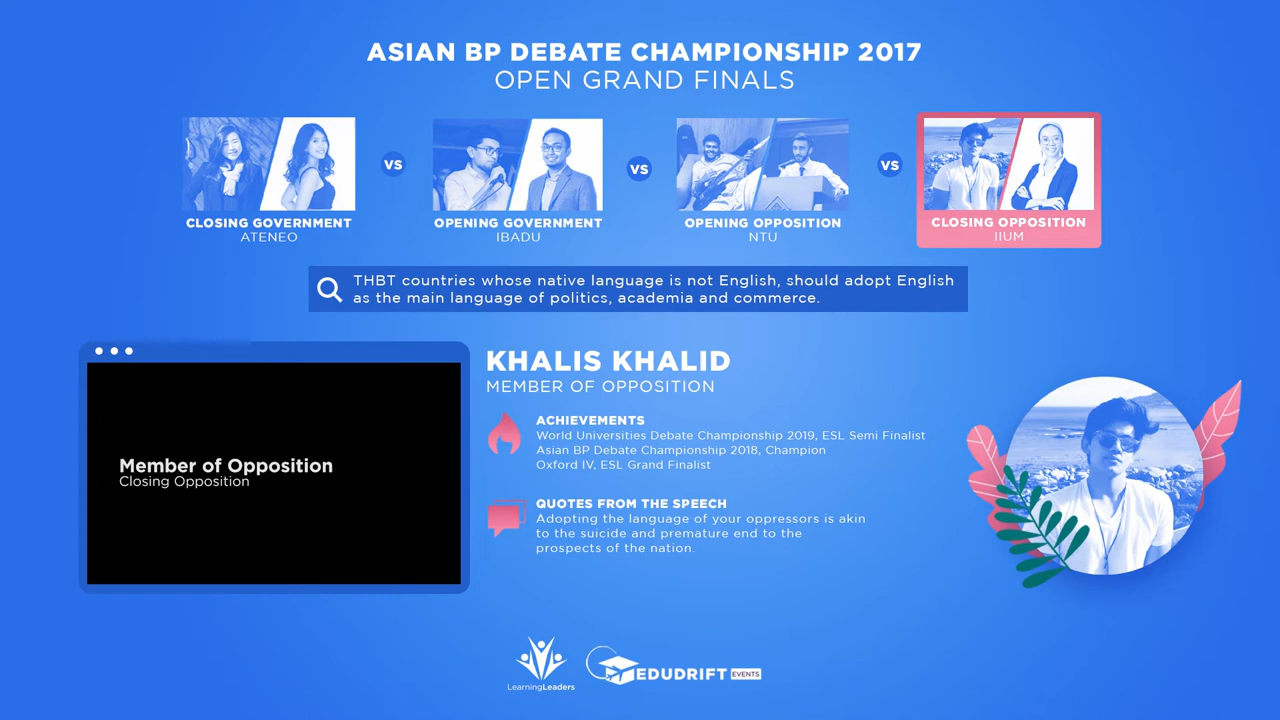 ASIAN BP DEBATE CHAMPIONSHIP 2017
OPEN GRAND FINALS
VS
VS
VS
CLOSING GOVERNMENT
ATENEO
OPENING GOVERNMENT
IBADU
OPENING OPPOSITION
NTU
CLOSING OPPOSITION
IIUM
THBT countries whose native language is not English, should adopt English
as the main language of politics, academia and commerce.
Member of Opposition
Closing Opposition
KHALIS KHALID
MEMBER OF OPPOSITION
ACHIEVEMENTS
World Universities Debate Championship 2019, ESL Semi Finalist
Asian BP Debate Championship 2018, Champion
Oxford IV, ESL Grand Finalist
QUOTES FROM THE SPEECH
Adopting the language of your oppressors is akin
to the suicide and premature end to the
prospects of the nation.
LearningLeaders
EDUDRIFT EVENTS